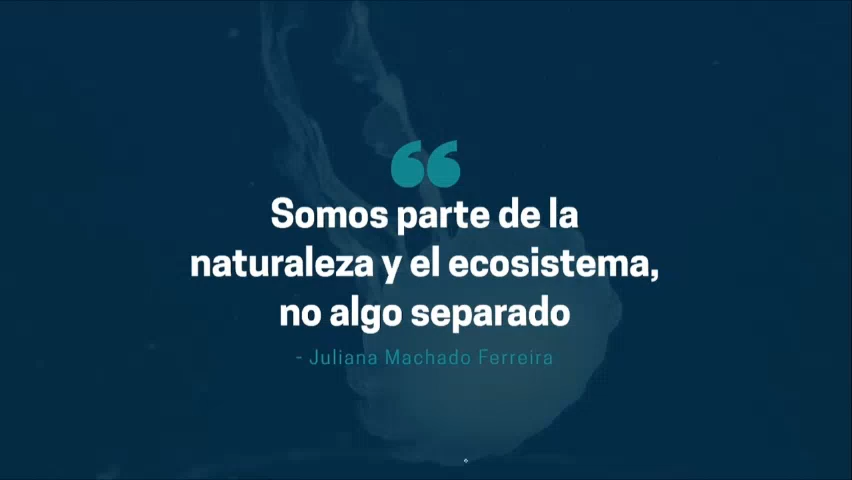 “
Somos parte de la
naturaleza y el ecosistema,
no algo separado
- Juliana Machado Ferreira